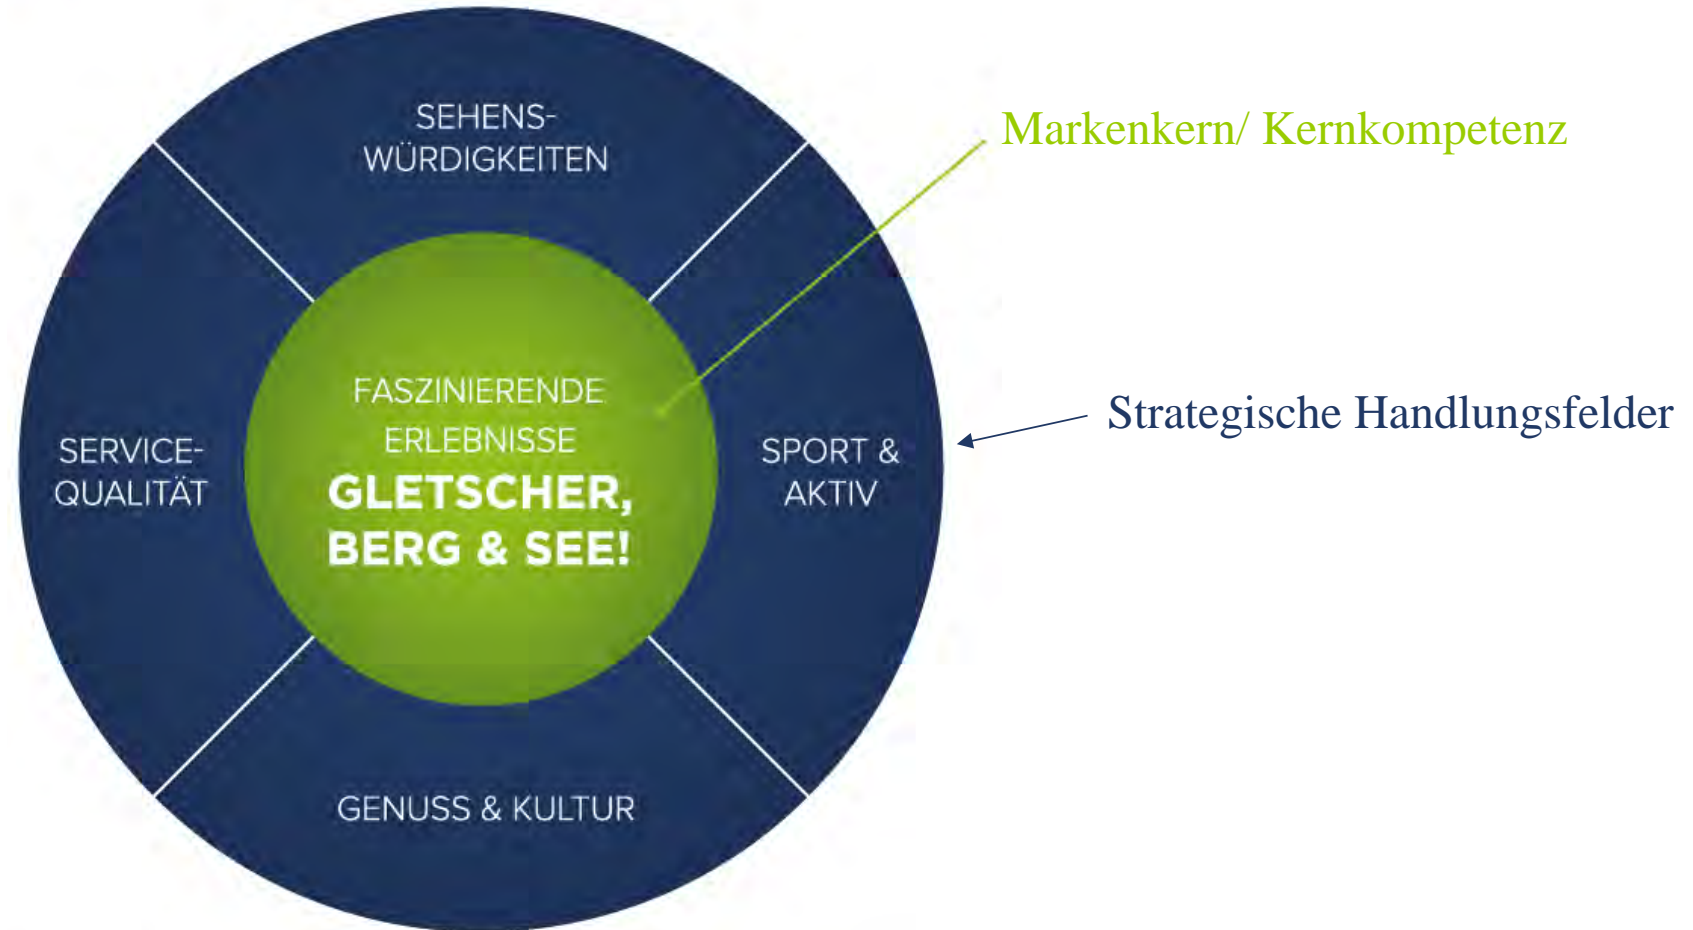 SEHENS-
WÜRDIGKEITEN
Markenkern/ Kernkompetenz
FASZINIERENDE
ERLEBNISSE
GLETSCHER,
BERG & SEE!
SERVICE-
QUALITÄT
SPORT &
AKTIV
Strategische Handlungsfelder
GENUSS & KULTUR